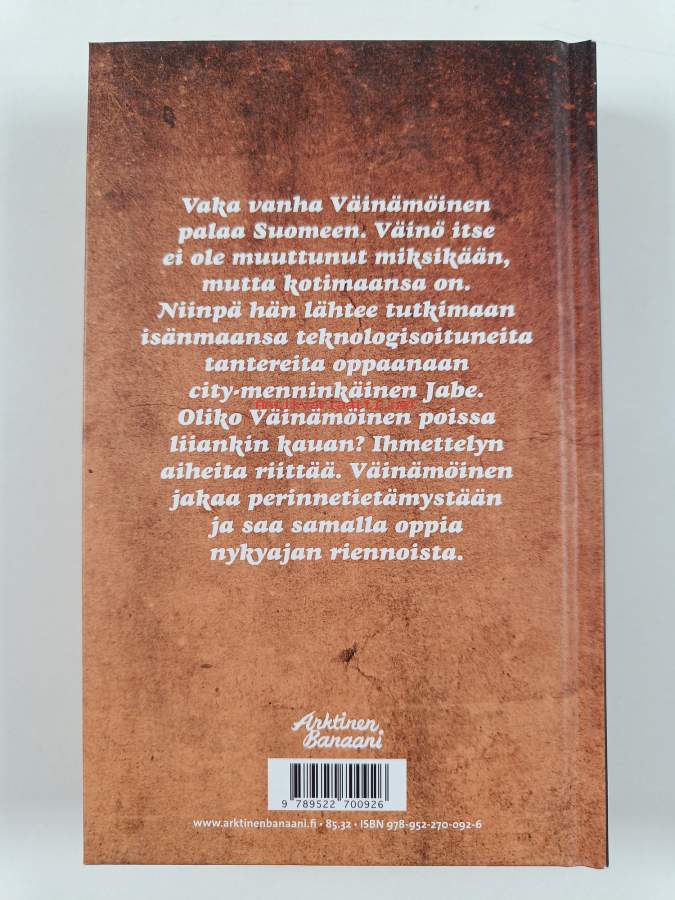 Vaka vanha Väinämöinen
palaa Suomeen. Väinö itse
ei ole muuttunut miksikään,
mutta kotimaansa on.
Niinpä hän lähtee tutkimaan
isänmaansa teknologisoituneita
tantereita oppaanaan
city-menninkäinen Jabe.
Oliko Väinämöinen poissa
liiankin kauan? Ihmettelyn
aiheita riittää. Väinämöinen
jakaa perinnetietämystään
ja saa samalla oppia
nykyajan riennoista.
Arktinen
Banaani
9 789522 700926
www.arktinenbanaani.fi • 85.32 • ISBN 978-952-270-092-6